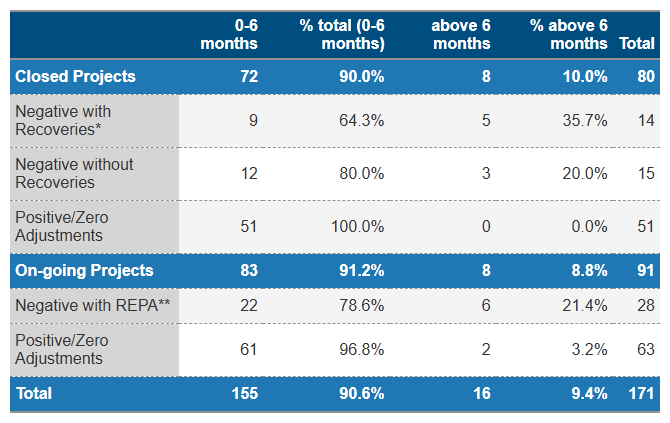 0-6 months % total (0-6 months) above 6 months % above 6 months Total
Closed Projects 72 90.0% 8 10.0% 80
Negative with Recoveries* 9 64.3% 5 35.7% 14
Negative without Recoveries 12 80.0% 3 20.0% 15
Positive/Zero Adjustments 51 100.0% 0 0.0% 51
On-going Projects 83 91.2% 8 8.8% 91
Negative with REPA** 22 78.6% 6 21.4% 28
Positive/Zero Adjustments 61 96.8% 2 3.2% 63
Total 155 90.6% 16 9.4% 171